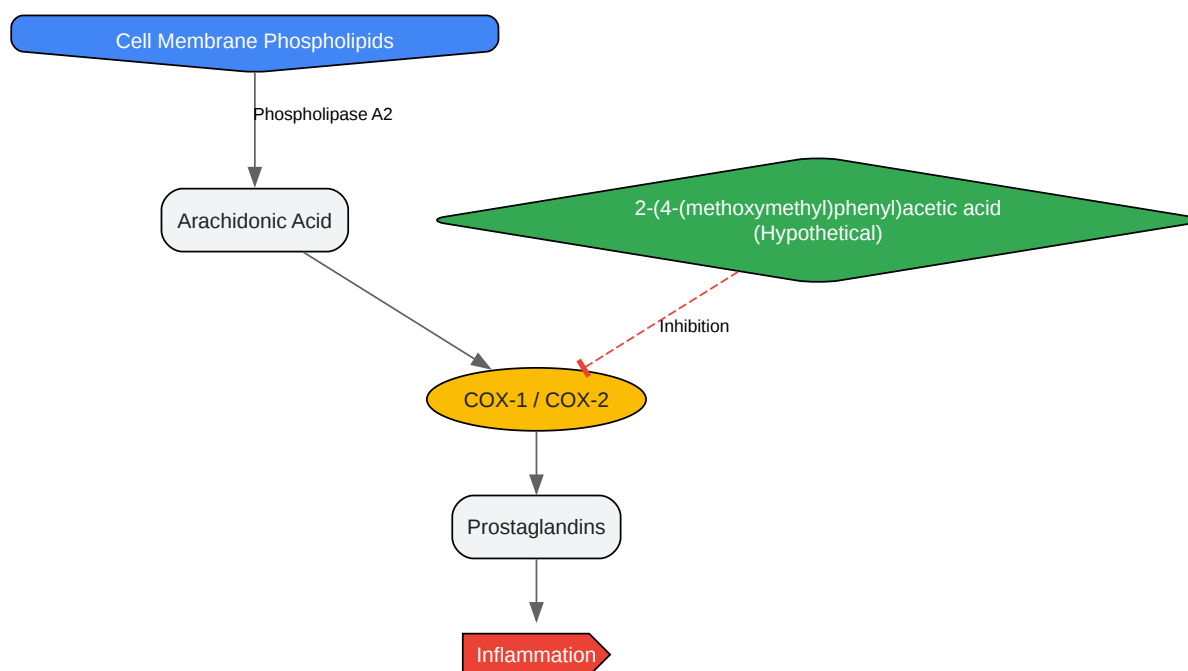 Cell Membrane Phospholipids
Phospholipase A2
Arachidonic Acid
2-(4-(methoxymethyl)phenyl)acetic acid
(Hypothetical)
Inhibition
COX-1 / COX-2
Prostaglandins
Inflammation